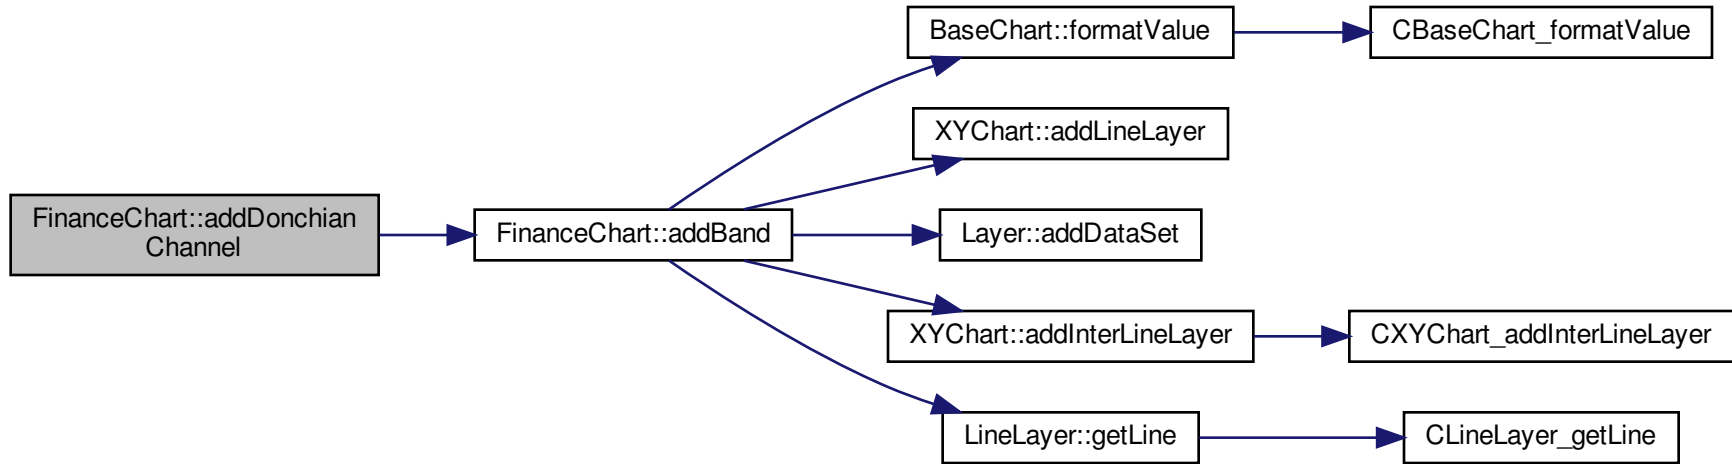 FinanceChart::addDonchian
Channel
FinanceChart::addBand
BaseChart::formatValue
CBaseChart_formatValue
XYChart::addLineLayer
Layer::addDataSet
XYChart::addInterLineLayer
CXYChart_addInterLineLayer
LineLayer::getLine
CLineLayer_getLine